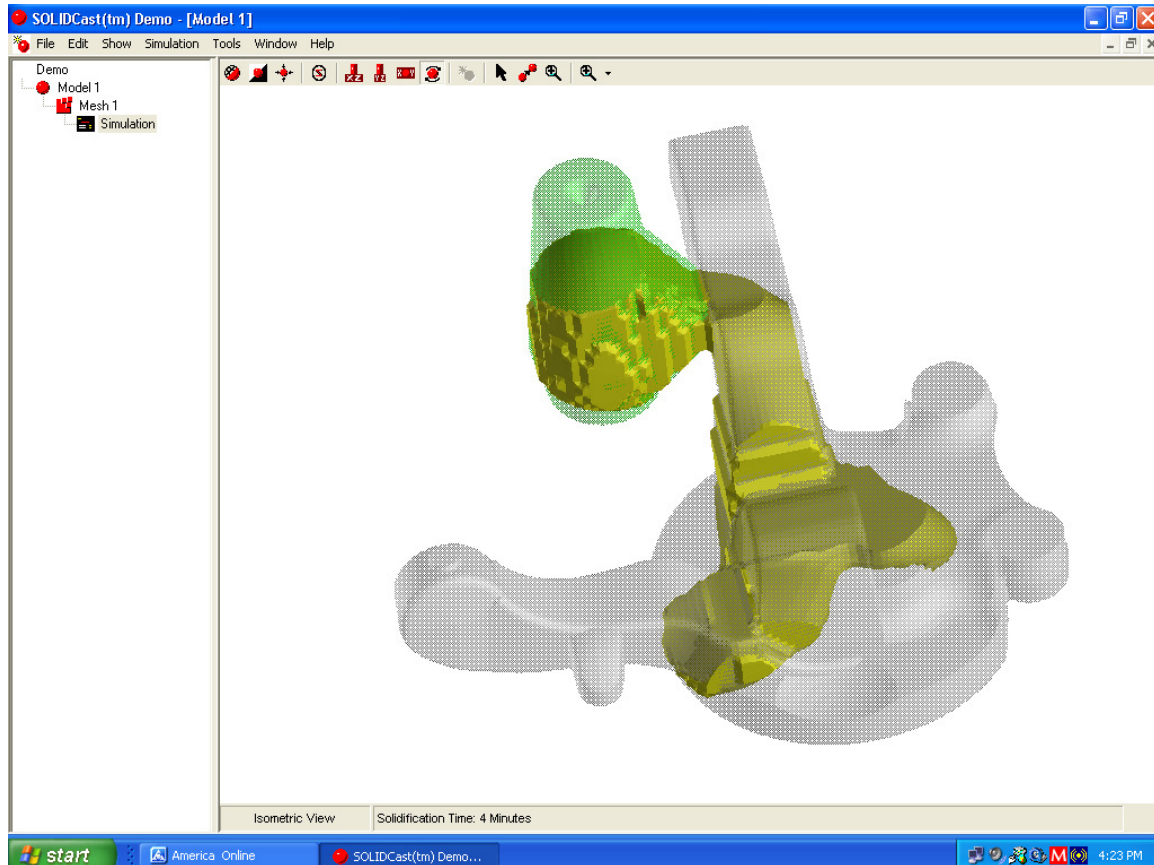 SOLIDCast(tm) Demo - [Model 1]
File Edit Show Simulation Tools Window Help
Demo
Model 1
Mesh 1
Simulation
Isometric View Solidification Time: 4 Minutes
start America Online SOLIDCast(tm) Demo... M 4:23 PM